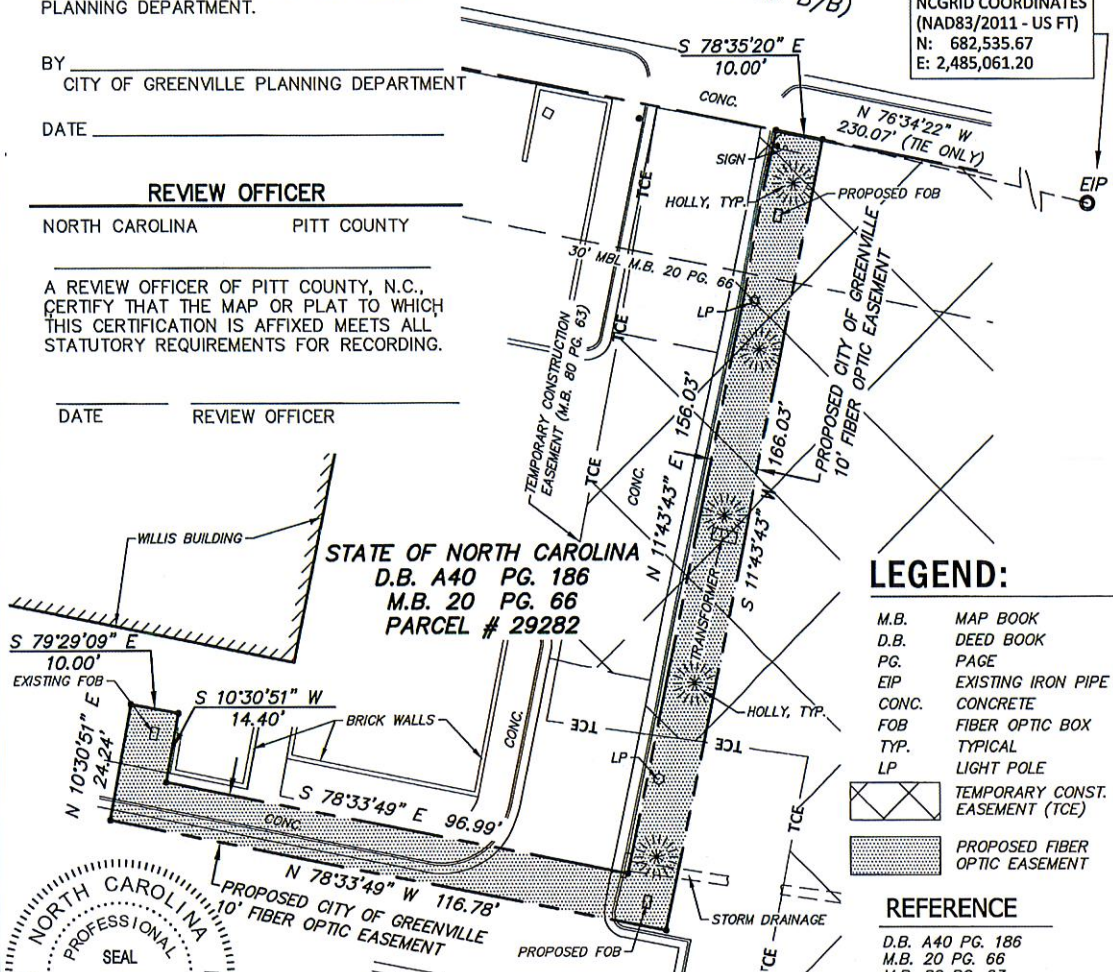 PLANNING DEPARTMENT.
BY
CITY OF GREENVILLE PLANNING DEPARTMENT
DATE
REVIEW OFFICER
NORTH CAROLINA PITT COUNTY
A REVIEW OFFICER OF PITT COUNTY, N.C.,
CERTIFY THAT THE MAP OR PLAT TO WHICH
THIS CERTIFICATION IS AFFIXED MEETS ALL
STATUTORY REQUIREMENTS FOR RECORDING.
DATE REVIEW OFFICER
B/B)
NCGRID COORDINATES
(NAD83/2011 - US FT)
N: 682,535.67
E: 2,485,061.20
S 78°35'20" E
10.00'
CONC.
N 76°34'22" W
230.07' (TIE ONLY)
EIP
SIGN
HOLLY, TYP.
PROPOSED FOB
TCE
30' MBL M.B. 20 PG. 66
LP
TCE
TEMPORARY CONSTRUCTION
EASEMENT (M.B. 80 PG. 63)
TCE
CONC.
N 11°43'43" E 156.03'
S 11°43'43" W 166.03'
PROPOSED CITY OF GREENVILLE
10' FIBER OPTIC EASEMENT
TRANSFORMER
HOLLY, TYP.
LP
TCE
TCE
TCE
TCE
STORM DRAINAGE
PROPOSED FOB
WILLIS BUILDING
STATE OF NORTH CAROLINA
D.B. A40 PG. 186
M.B. 20 PG. 66
PARCEL # 29282
S 79°29'09" E
10.00'
EXISTING FOB
S 10°30'51" W
14.40'
BRICK WALLS
CONC.
N 10°30'51" E
24.24'
S 78°33'49" E 96.99'
CONC.
N 78°33'49" W 116.78'
PROPOSED CITY OF GREENVILLE
10' FIBER OPTIC EASEMENT
NORTH CAROLINA
PROFESSIONAL
SEAL
LEGEND:
M.B. MAP BOOK
D.B. DEED BOOK
PG. PAGE
EIP EXISTING IRON PIPE
CONC. CONCRETE
FOB FIBER OPTIC BOX
TYP. TYPICAL
LP LIGHT POLE
TEMPORARY CONST.
EASEMENT (TCE)
PROPOSED FIBER
OPTIC EASEMENT
REFERENCE
D.B. A40 PG. 186
M.B. 20 PG. 66